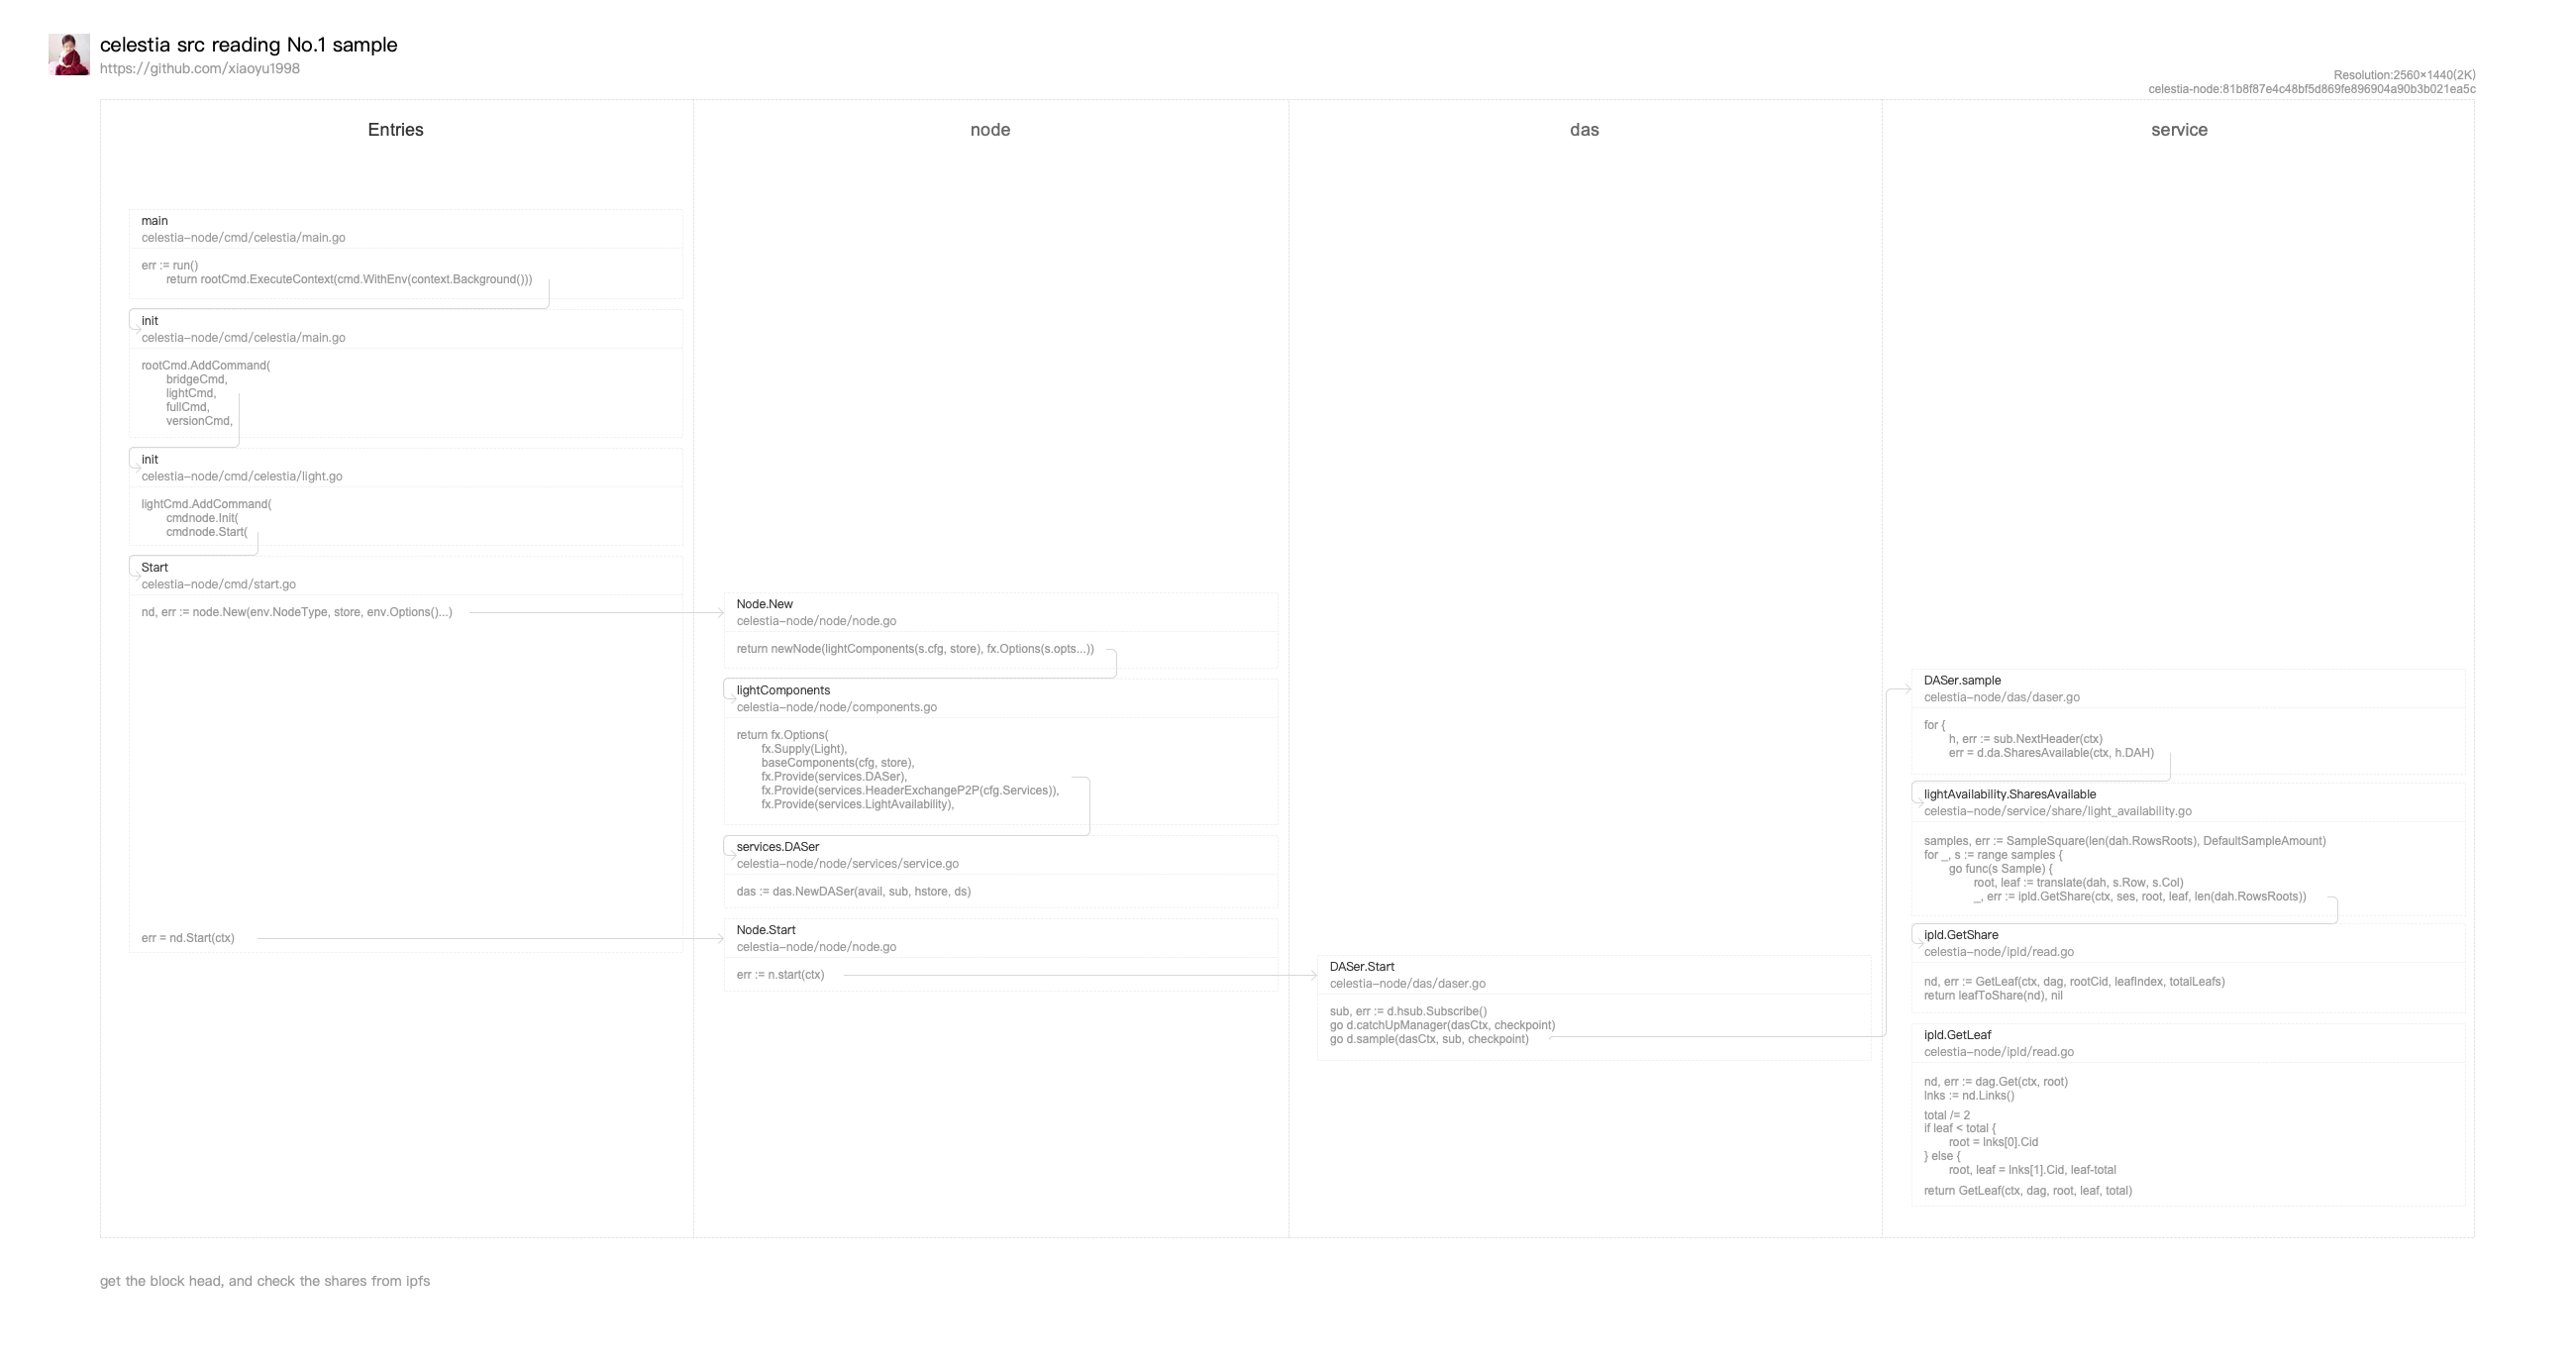 celestia src reading No.1 sample
https://github.com/xiaoyu1998
Resolution:2560×1440(2K)
celestia-node:81b8f87e4c48bf5d869fe896904a90b3b021ea5c
Entries
main
celestia-node/cmd/celestia/main.go
err := run()
return rootCmd.ExecuteContext(cmd.WithEnv(context.Background()))
init
celestia-node/cmd/celestia/main.go
rootCmd.AddCommand(
bridgeCmd,
lightCmd,
fullCmd,
versionCmd,
init
celestia-node/cmd/celestia/light.go
lightCmd.AddCommand(
cmdnode.Init(
cmdnode.Start(
Start
celestia-node/cmd/start.go
nd, err := node.New(env.NodeType, store, env.Options()...)
err = nd.Start(ctx)
node
Node.New
celestia-node/node/node.go
return newNode(lightComponents(s.cfg, store), fx.Options(s.opts...))
lightComponents
celestia-node/node/components.go
return fx.Options(
fx.Supply(Light),
baseComponents(cfg, store),
fx.Provide(services.DASer),
fx.Provide(services.HeaderExchangeP2P(cfg.Services)),
fx.Provide(services.LightAvailability),
services.DASer
celestia-node/node/services/service.go
das := das.NewDASer(avail, sub, hstore, ds)
Node.Start
celestia-node/node/node.go
err := n.start(ctx)
das
DASer.Start
celestia-node/das/daser.go
sub, err := d.hsub.Subscribe()
go d.catchUpManager(dasCtx, checkpoint)
go d.sample(dasCtx, sub, checkpoint)
service
DASer.sample
celestia-node/das/daser.go
for {
h, err := sub.NextHeader(ctx)
err = d.da.SharesAvailable(ctx, h.DAH)
lightAvailability.SharesAvailable
celestia-node/service/share/light_availability.go
samples, err := SampleSquare(len(dah.RowsRoots), DefaultSampleAmount)
for _, s := range samples {
go func(s Sample) {
root, leaf := translate(dah, s.Row, s.Col)
_, err := ipld.GetShare(ctx, ses, root, leaf, len(dah.RowsRoots))
ipld.GetShare
celestia-node/ipld/read.go
nd, err := GetLeaf(ctx, dag, rootCid, leafIndex, totalLeafs)
return leafToShare(nd), nil
ipld.GetLeaf
celestia-node/ipld/read.go
nd, err := dag.Get(ctx, root)
lnks := nd.Links()
total /= 2
if leaf < total {
root = lnks[0].Cid
} else {
root, leaf = lnks[1].Cid, leaf-total
return GetLeaf(ctx, dag, root, leaf, total)
get the block head, and check the shares from ipfs